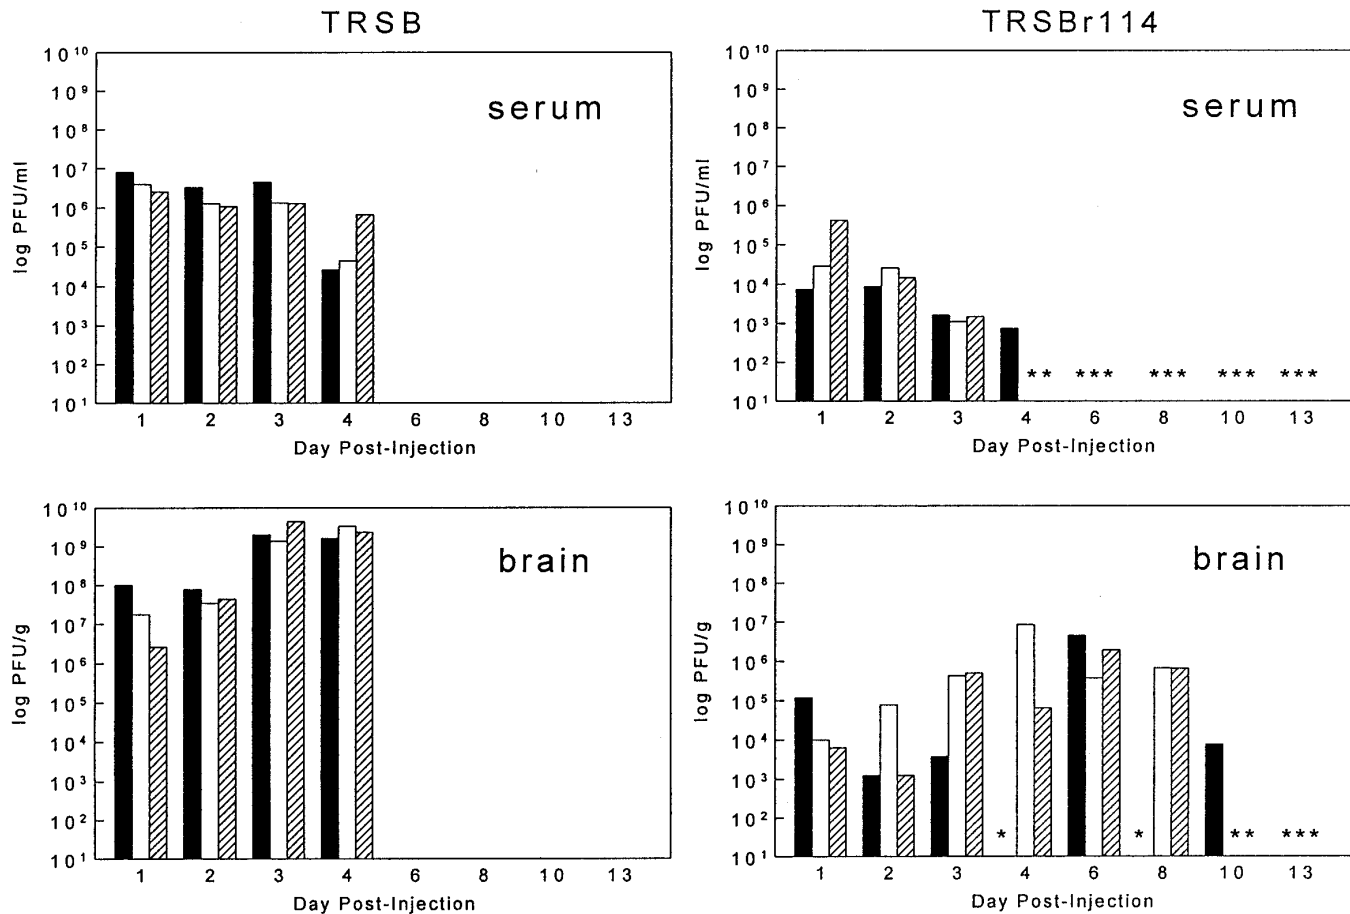 TRSB
10^10
10^9
serum
10^8
10^7
10^6
10^5
10^4
10^3
10^2
10^1
log PFU/ml
1 2 3 4 6 8 10 13
Day Post-Injection
TRSBr114
10^10
10^9
serum
10^8
10^7
10^6
10^5
10^4
10^3
10^2
** *** *** *** ***
10^1
log PFU/ml
1 2 3 4 6 8 10 13
Day Post-Injection
10^10
10^9
brain
10^8
10^7
10^6
10^5
10^4
10^3
10^2
10^1
log PFU/g
1 2 3 4 6 8 10 13
Day Post-Injection
10^10
10^9
brain
10^8
10^7
10^6
10^5
10^4
10^3
10^2
* * ** ***
10^1
log PFU/g
1 2 3 4 6 8 10 13
Day Post-Injection